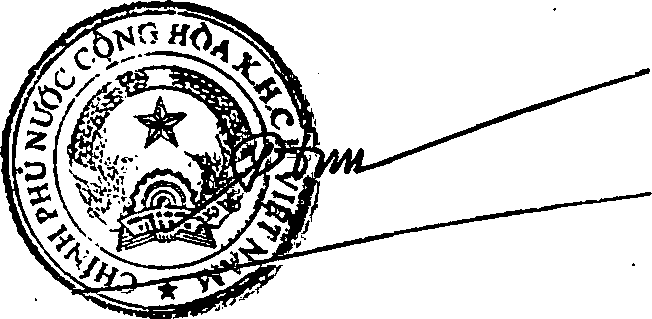 CHÍNH PHỦ NƯỚC CỘNG HÒA X.H.C.N VIỆT NAM